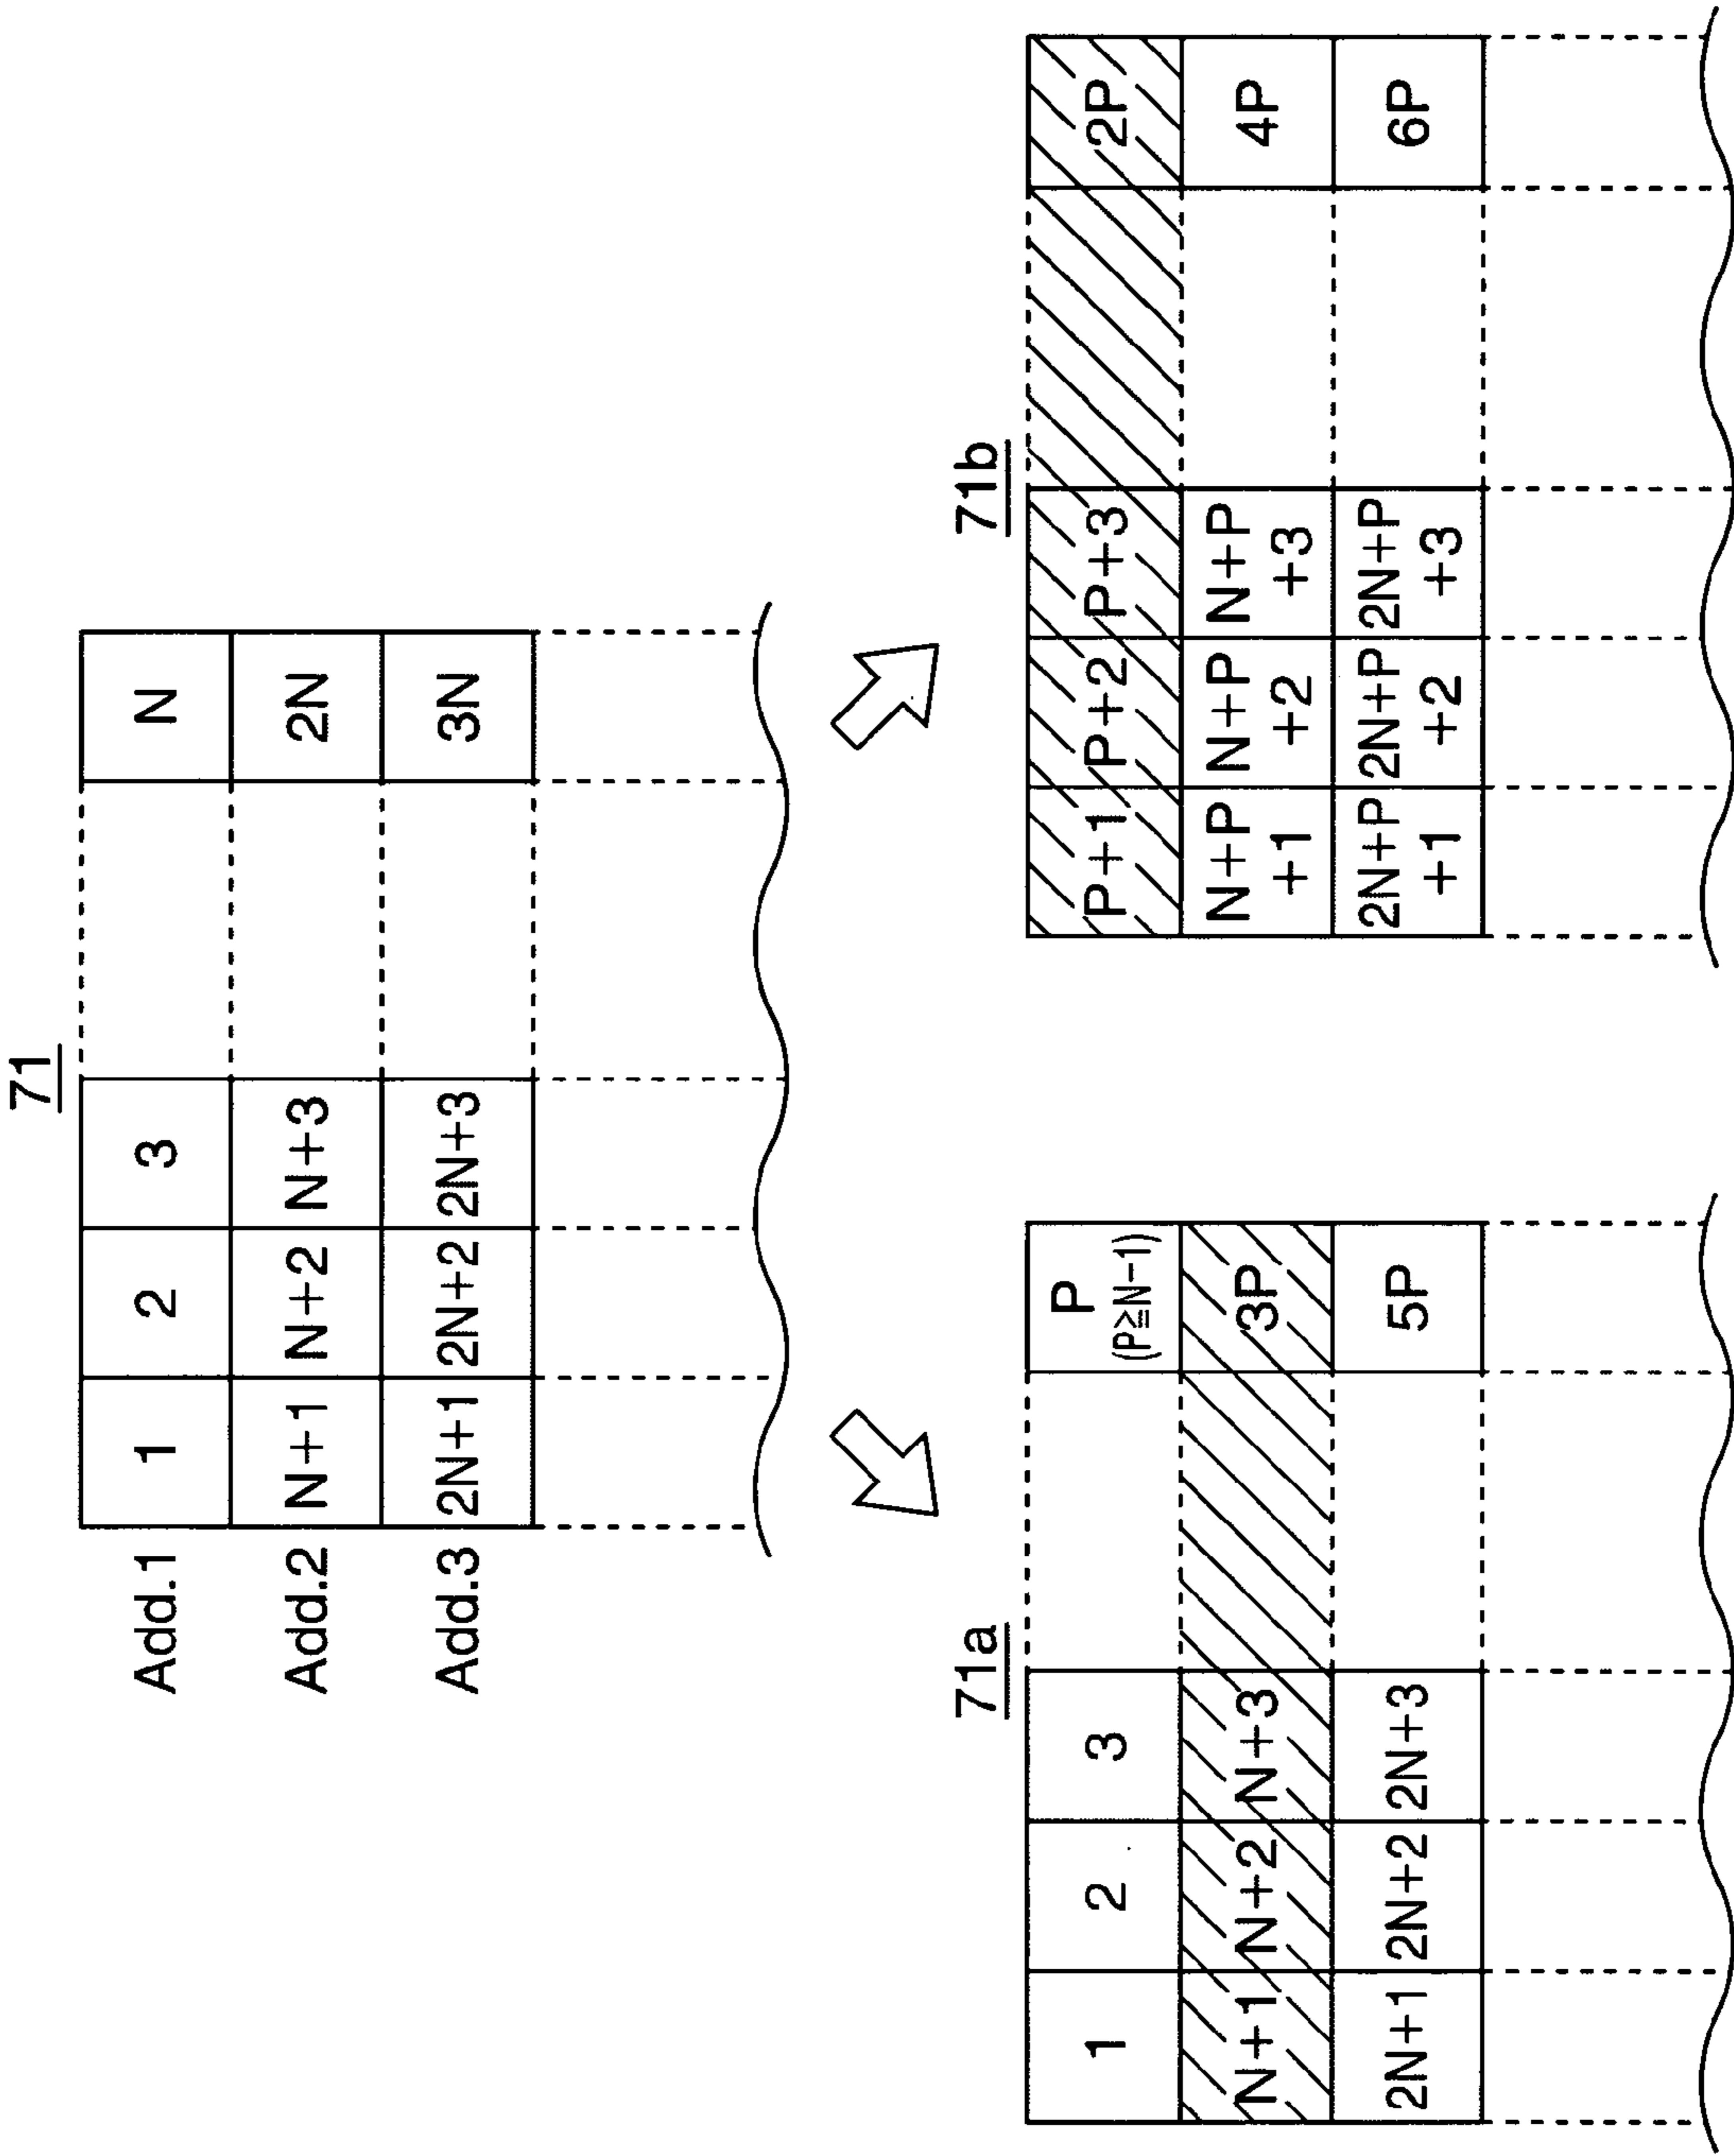 71
Add.1 1 2 3 N
Add.2 N+1 N+2 N+3 2N
Add.3 2N+1 2N+2 2N+3 3N
71a
1 2 3 P
(P≧N−1)
N+1 N+2 N+3 3P
2N+1 2N+2 2N+3 5P
71b
P+1 P+2 P+3 2P
N+P N+P N+P 4P
+1 +2 +3
2N+P 2N+P 2N+P 6P
+1 +2 +3